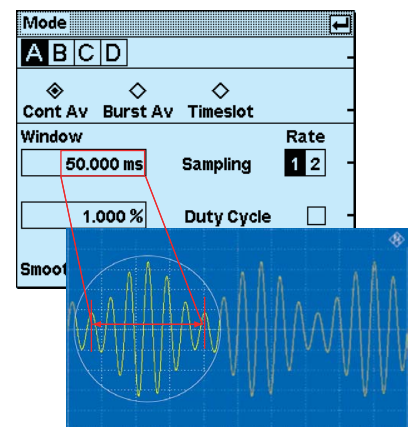 Mode
A B C D
Cont Av Burst Av Timeslot
Window Rate
50.000 ms Sampling 1 2
1.000 % Duty Cycle
Smoot